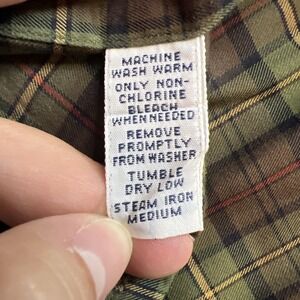 MACHINE
WASH WARM
ONLY NON-
CHLORINE
BLEACH
WHEN NEEDED
REMOVE
PROMPTLY
FROM WASHER
TUMBLE
DRY LOW
STEAM IRON
MEDIUM